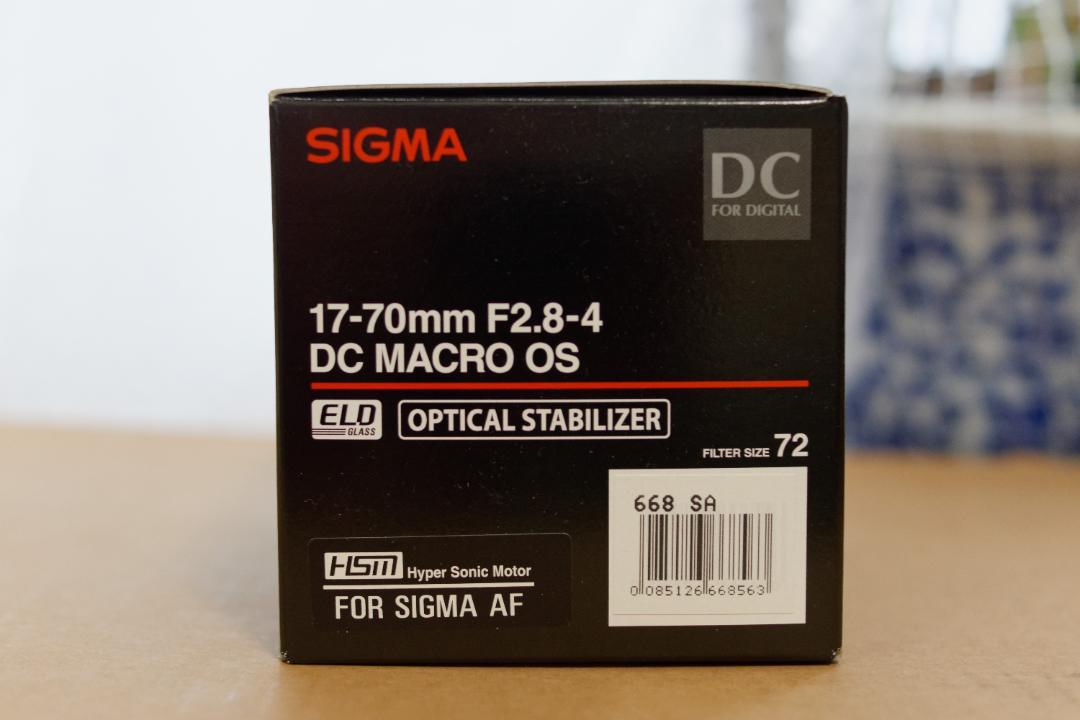 SIGMA
DC
FOR DIGITAL
17-70mm F2.8-4
DC MACRO OS
ELD
GLASS
OPTICAL STABILIZER
FILTER SIZE 72
668 SA
0 085126 668563
HSM Hyper Sonic Motor
FOR SIGMA AF